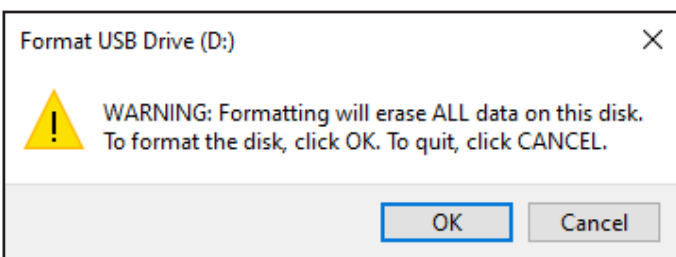 Format USB Drive (D:)
WARNING: Formatting will erase ALL data on this disk.
To format the disk, click OK. To quit, click CANCEL.
OK
Cancel